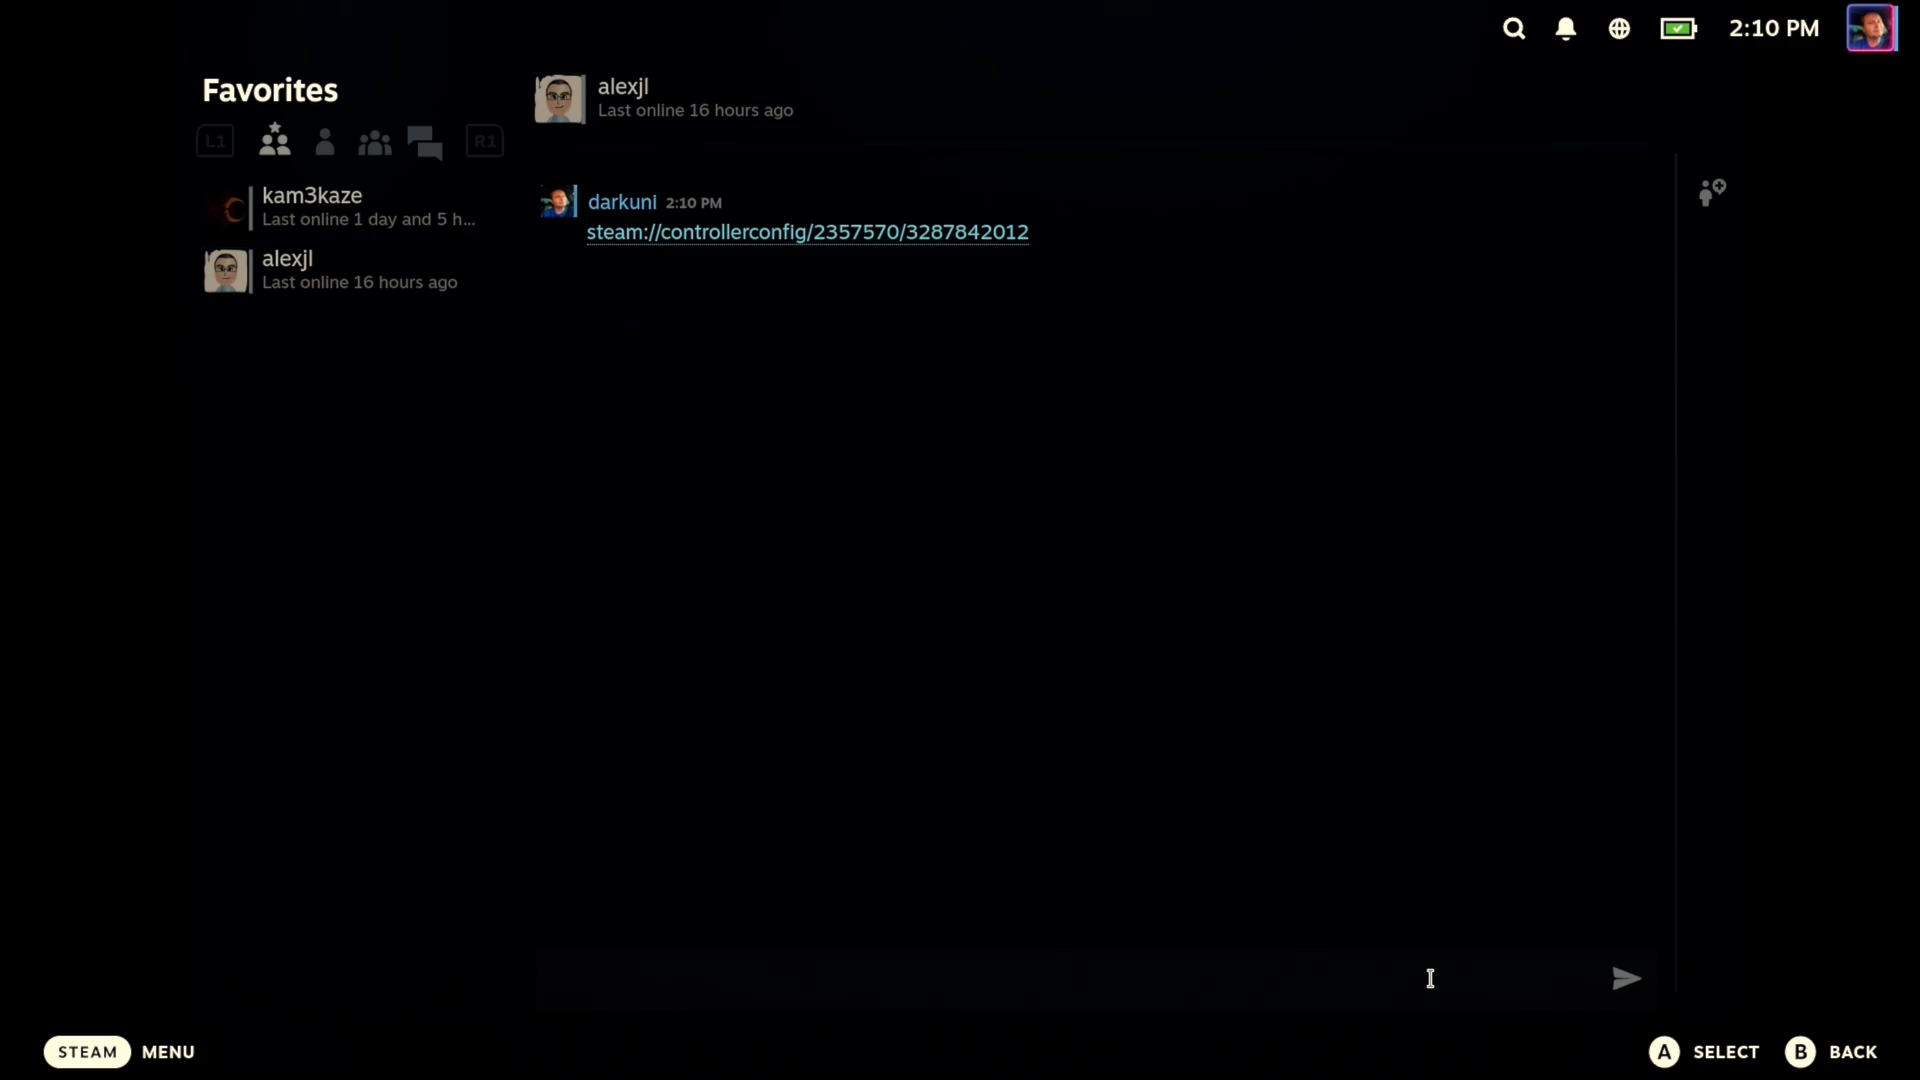 2:10 PM
Favorites
L1
R1
kam3kaze
Last online 1 day and 5 h...
alexjl
Last online 16 hours ago
alexjl
Last online 16 hours ago
darkuni 2:10 PM
steam://controllerconfig/2357570/3287842012
STEAM MENU
A SELECT B BACK